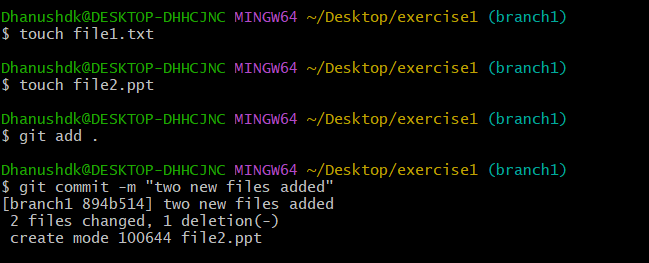 Dhanushdk@DESKTOP-DHHCJNC MINGW64 ~/Desktop/exercise1 (branch1)
$ touch file1.txt
Dhanushdk@DESKTOP-DHHCJNC MINGW64 ~/Desktop/exercise1 (branch1)
$ touch file2.ppt
Dhanushdk@DESKTOP-DHHCJNC MINGW64 ~/Desktop/exercise1 (branch1)
$ git add .
Dhanushdk@DESKTOP-DHHCJNC MINGW64 ~/Desktop/exercise1 (branch1)
$ git commit -m "two new files added"
[branch1 894b514] two new files added
 2 files changed, 1 deletion(-)
 create mode 100644 file2.ppt